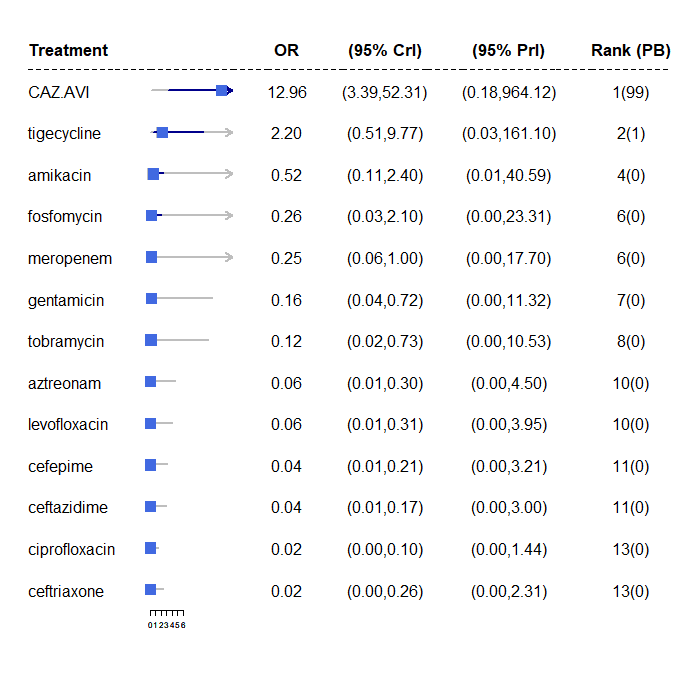 Treatment OR (95% CrI) (95% PrI) Rank (PB)
CAZ.AVI 12.96 (3.39,52.31) (0.18,964.12) 1(99)
tigecycline 2.20 (0.51,9.77) (0.03,161.10) 2(1)
amikacin 0.52 (0.11,2.40) (0.01,40.59) 4(0)
fosfomycin 0.26 (0.03,2.10) (0.00,23.31) 6(0)
meropenem 0.25 (0.06,1.00) (0.00,17.70) 6(0)
gentamicin 0.16 (0.04,0.72) (0.00,11.32) 7(0)
tobramycin 0.12 (0.02,0.73) (0.00,10.53) 8(0)
aztreonam 0.06 (0.01,0.30) (0.00,4.50) 10(0)
levofloxacin 0.06 (0.01,0.31) (0.00,3.95) 10(0)
cefepime 0.04 (0.01,0.21) (0.00,3.21) 11(0)
ceftazidime 0.04 (0.01,0.17) (0.00,3.00) 11(0)
ciprofloxacin 0.02 (0.00,0.10) (0.00,1.44) 13(0)
ceftriaxone 0.02 (0.00,0.26) (0.00,2.31) 13(0)
0123456